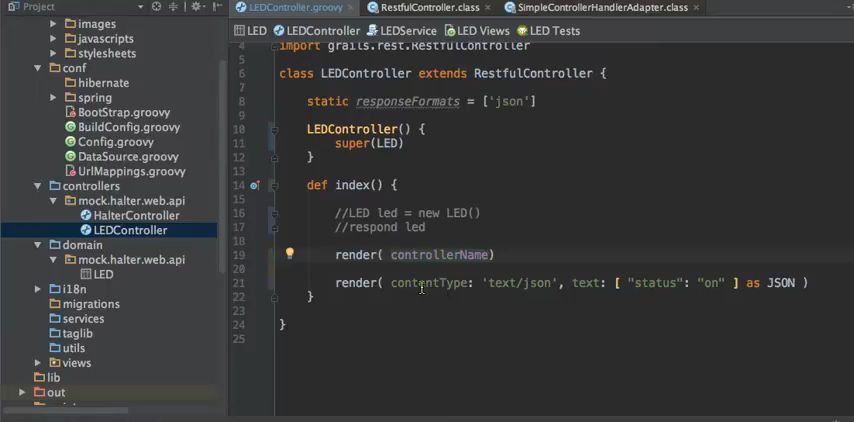 Project
LEDController.groovy
RestfulController.class
SimpleControllerHandlerAdapter.class
LED
LEDController
LEDService
LED Views
LED Tests
images
javascripts
stylesheets
conf
hibernate
spring
BootStrap.groovy
BuildConfig.groovy
Config.groovy
DataSource.groovy
UrlMappings.groovy
controllers
mock.halter.web.api
HalterController
LEDController
domain
mock.halter.web.api
LED
i18n
migrations
services
taglib
utils
views
lib
out
4 import grails.rest.RestfulController
5
6 class LEDController extends RestfulController {
7
8 static responseFormats = ['json']
9
10 LEDController() {
11 super(LED)
12 }
13
14 def index() {
15
16 //LED led = new LED()
17 //respond led
18
19 render( controllerName)
20
21 render( contentType: 'text/json', text: [ "status": "on" ] as JSON )
22 }
23
24 }
25